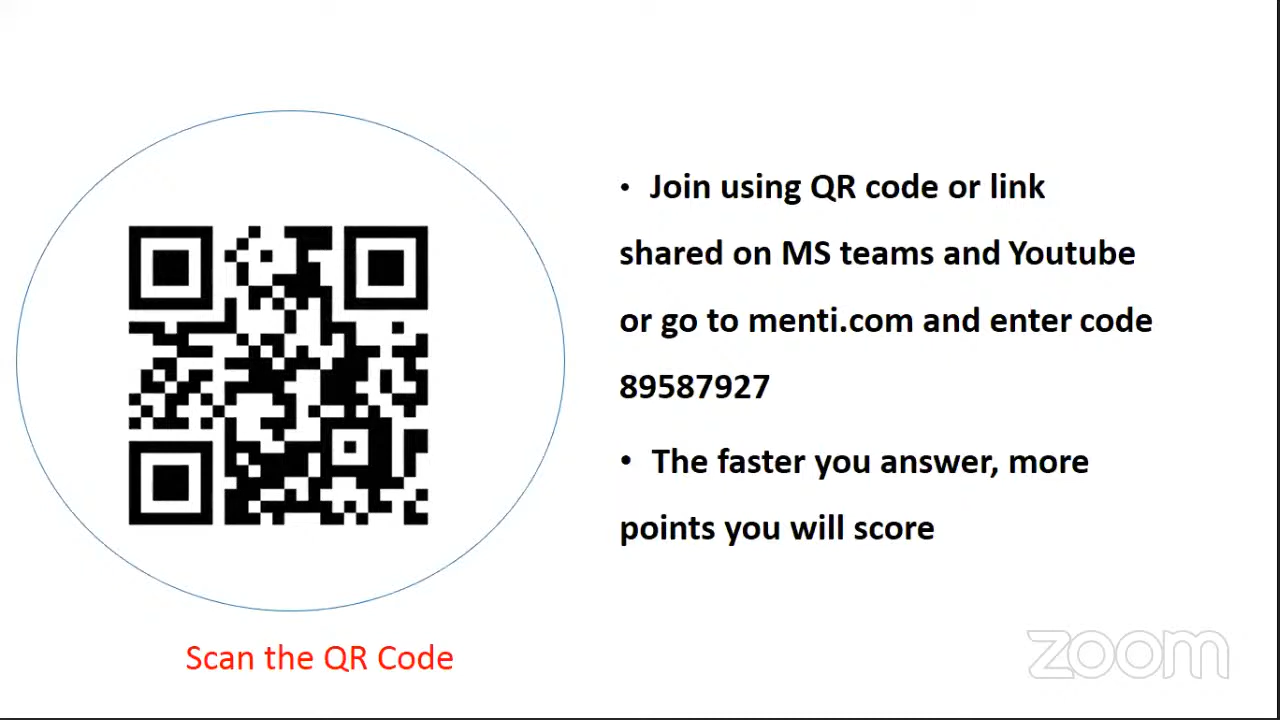 • Join using QR code or link
shared on MS teams and Youtube
or go to menti.com and enter code
89587927
• The faster you answer, more
points you will score
Scan the QR Code
zoom